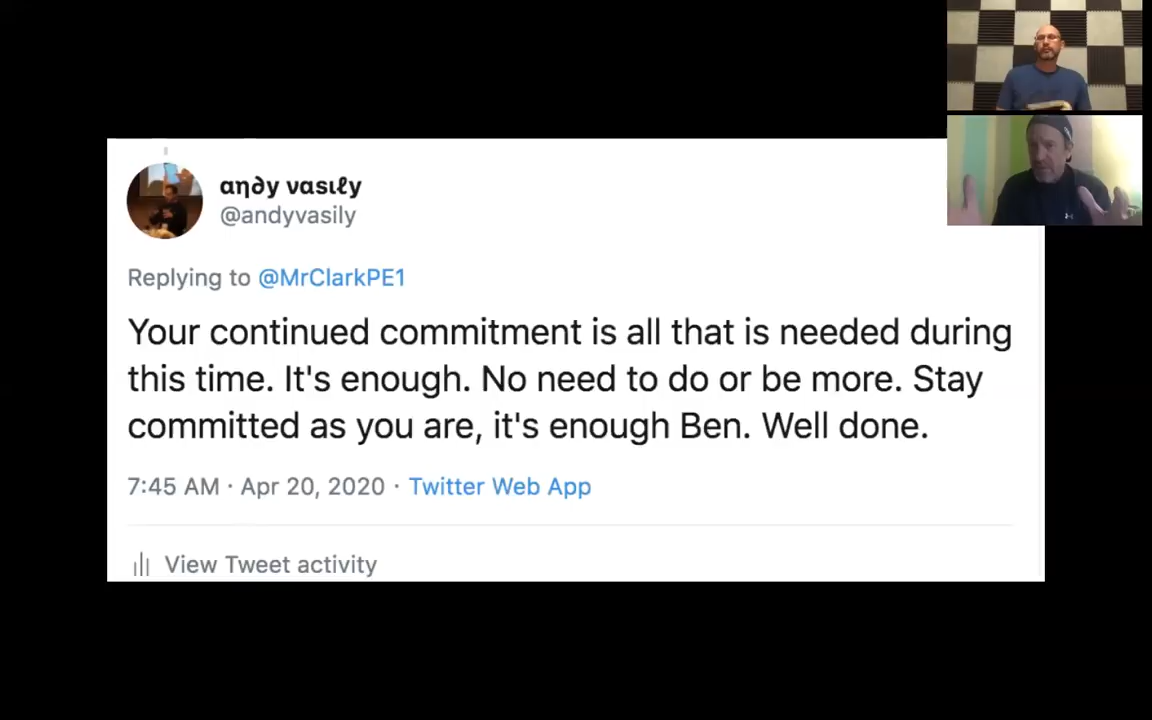 αη∂у ναѕιℓу
@andyvasily
Replying to @MrClarkPE1
Your continued commitment is all that is needed during
this time. It's enough. No need to do or be more. Stay
committed as you are, it's enough Ben. Well done.
7:45 AM · Apr 20, 2020 · Twitter Web App
View Tweet activity